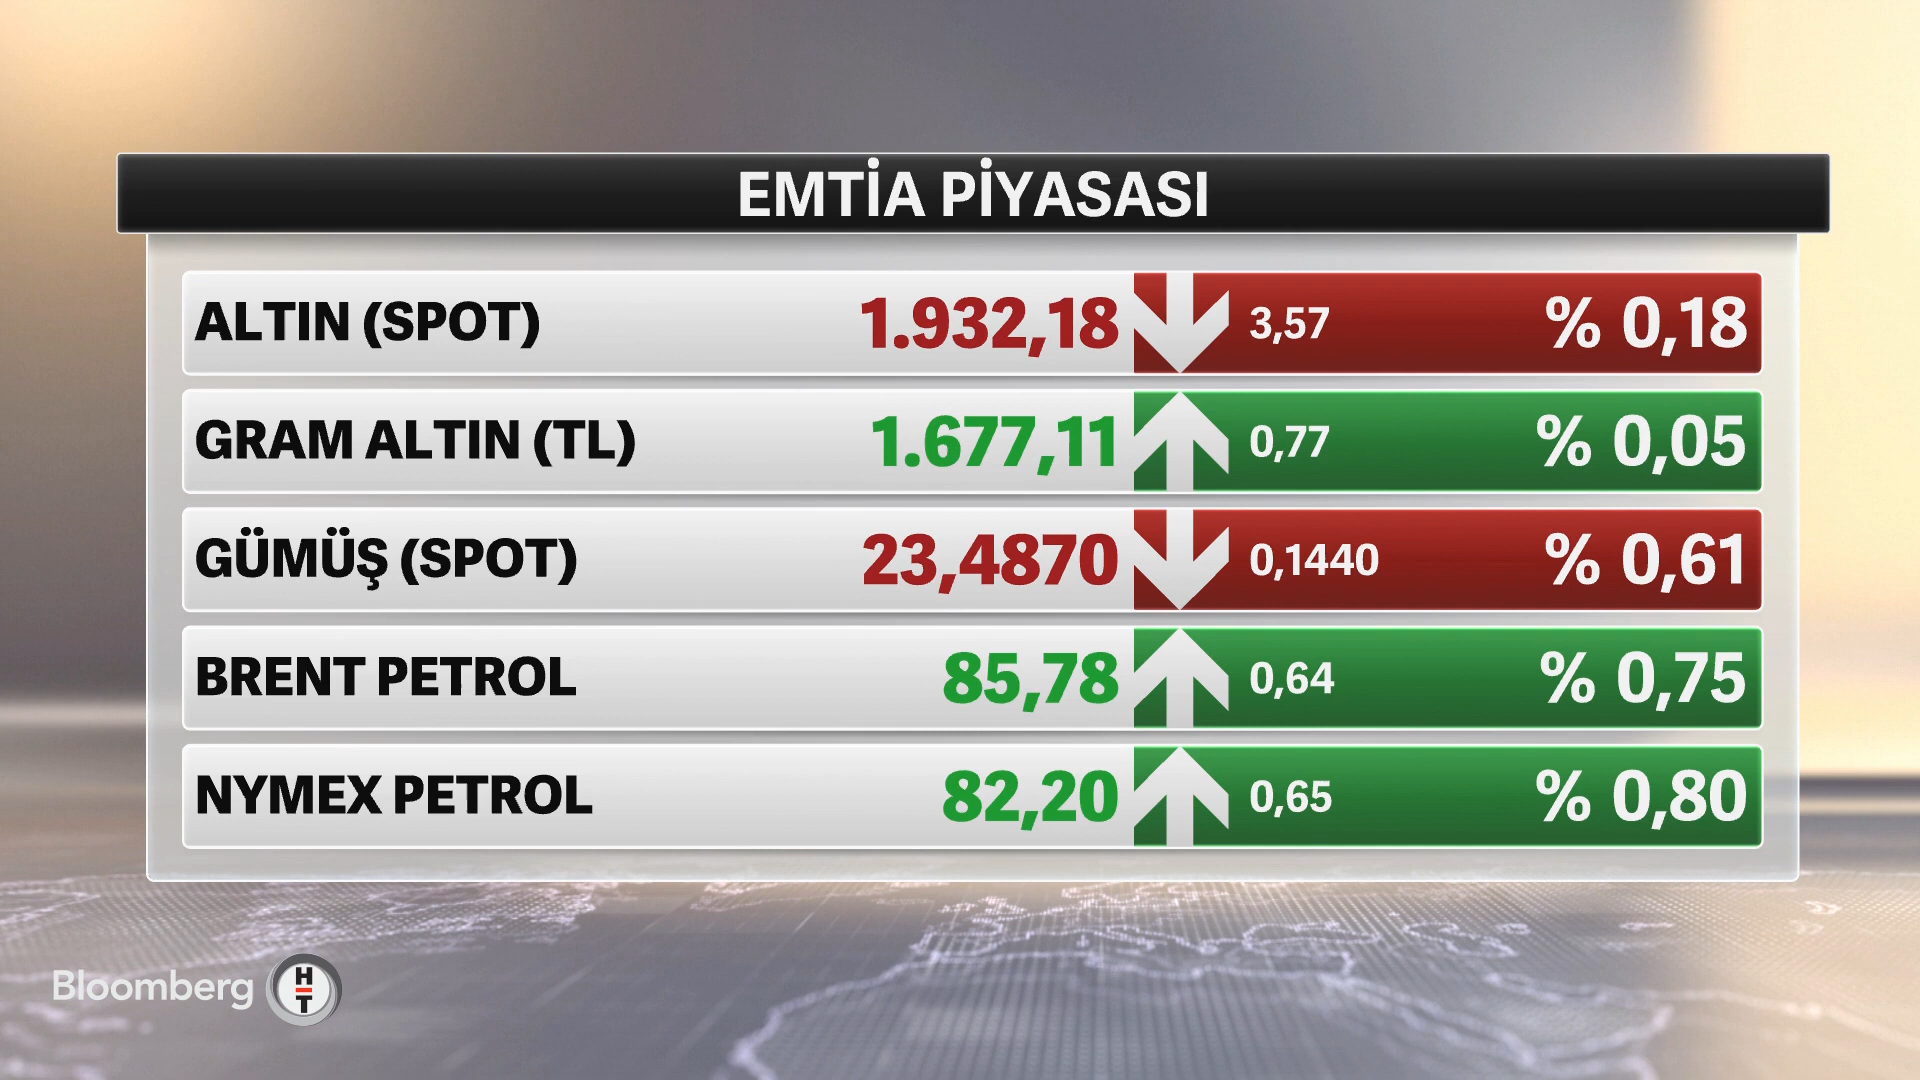 EMTİA PİYASASI
ALTIN (SPOT) 1.932,18 3,57 % 0,18
GRAM ALTIN (TL) 1.677,11 0,77 % 0,05
GÜMÜŞ (SPOT) 23,4870 0,1440 % 0,61
BRENT PETROL 85,78 0,64 % 0,75
NYMEX PETROL 82,20 0,65 % 0,80
Bloomberg HT